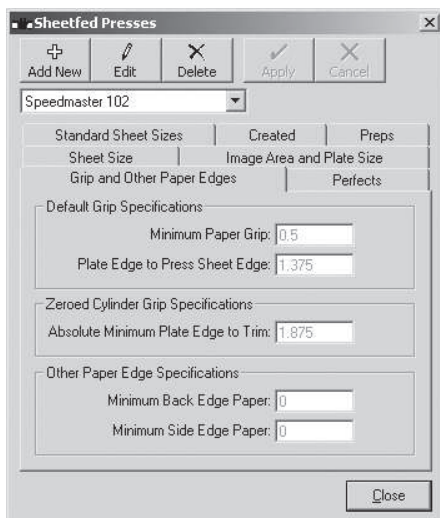 Sheetfed Presses
Add New Edit Delete Apply Cancel
Speedmaster 102
Standard Sheet Sizes Created Preps
Sheet Size Image Area and Plate Size
Grip and Other Paper Edges Perfects
Default Grip Specifications
Minimum Paper Grip: 0.5
Plate Edge to Press Sheet Edge: 1.375
Zeroed Cylinder Grip Specifications
Absolute Minimum Plate Edge to Trim: 1.875
Other Paper Edge Specifications
Minimum Back Edge Paper: 0
Minimum Side Edge Paper: 0
Close